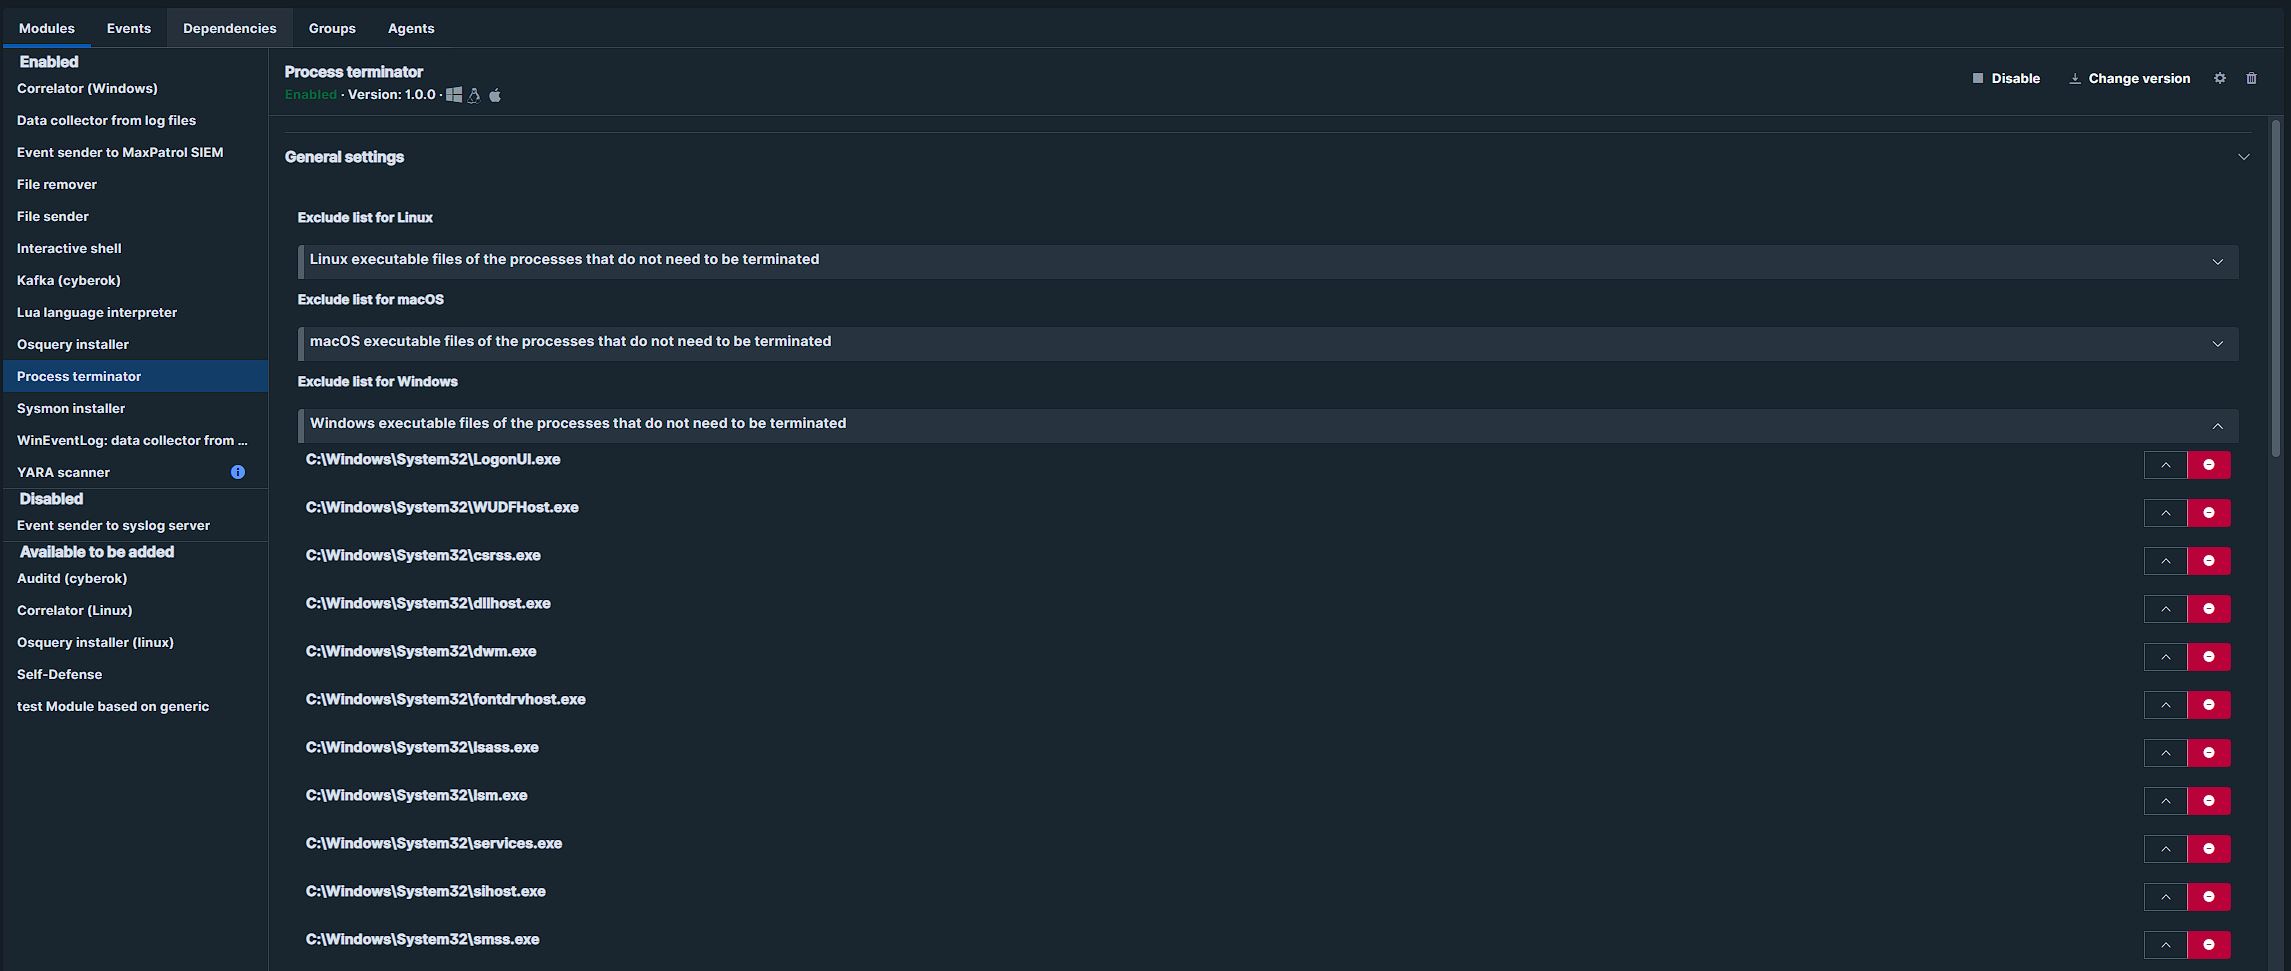 Modules Events Dependencies Groups Agents
Enabled
Correlator (Windows)
Data collector from log files
Event sender to MaxPatrol SIEM
File remover
File sender
Interactive shell
Kafka (cyberok)
Lua language interpreter
Osquery installer
Process terminator
Sysmon installer
WinEventLog: data collector from ...
YARA scanner
Disabled
Event sender to syslog server
Available to be added
Auditd (cyberok)
Correlator (Linux)
Osquery installer (linux)
Self-Defense
test Module based on generic
Process terminator
Enabled · Version: 1.0.0 ·
Disable Change version
General settings
Exclude list for Linux
Linux executable files of the processes that do not need to be terminated
Exclude list for macOS
macOS executable files of the processes that do not need to be terminated
Exclude list for Windows
Windows executable files of the processes that do not need to be terminated
C:\Windows\System32\LogonUI.exe
C:\Windows\System32\WUDFHost.exe
C:\Windows\System32\csrss.exe
C:\Windows\System32\dllhost.exe
C:\Windows\System32\dwm.exe
C:\Windows\System32\fontdrvhost.exe
C:\Windows\System32\lsass.exe
C:\Windows\System32\lsm.exe
C:\Windows\System32\services.exe
C:\Windows\System32\sihost.exe
C:\Windows\System32\smss.exe